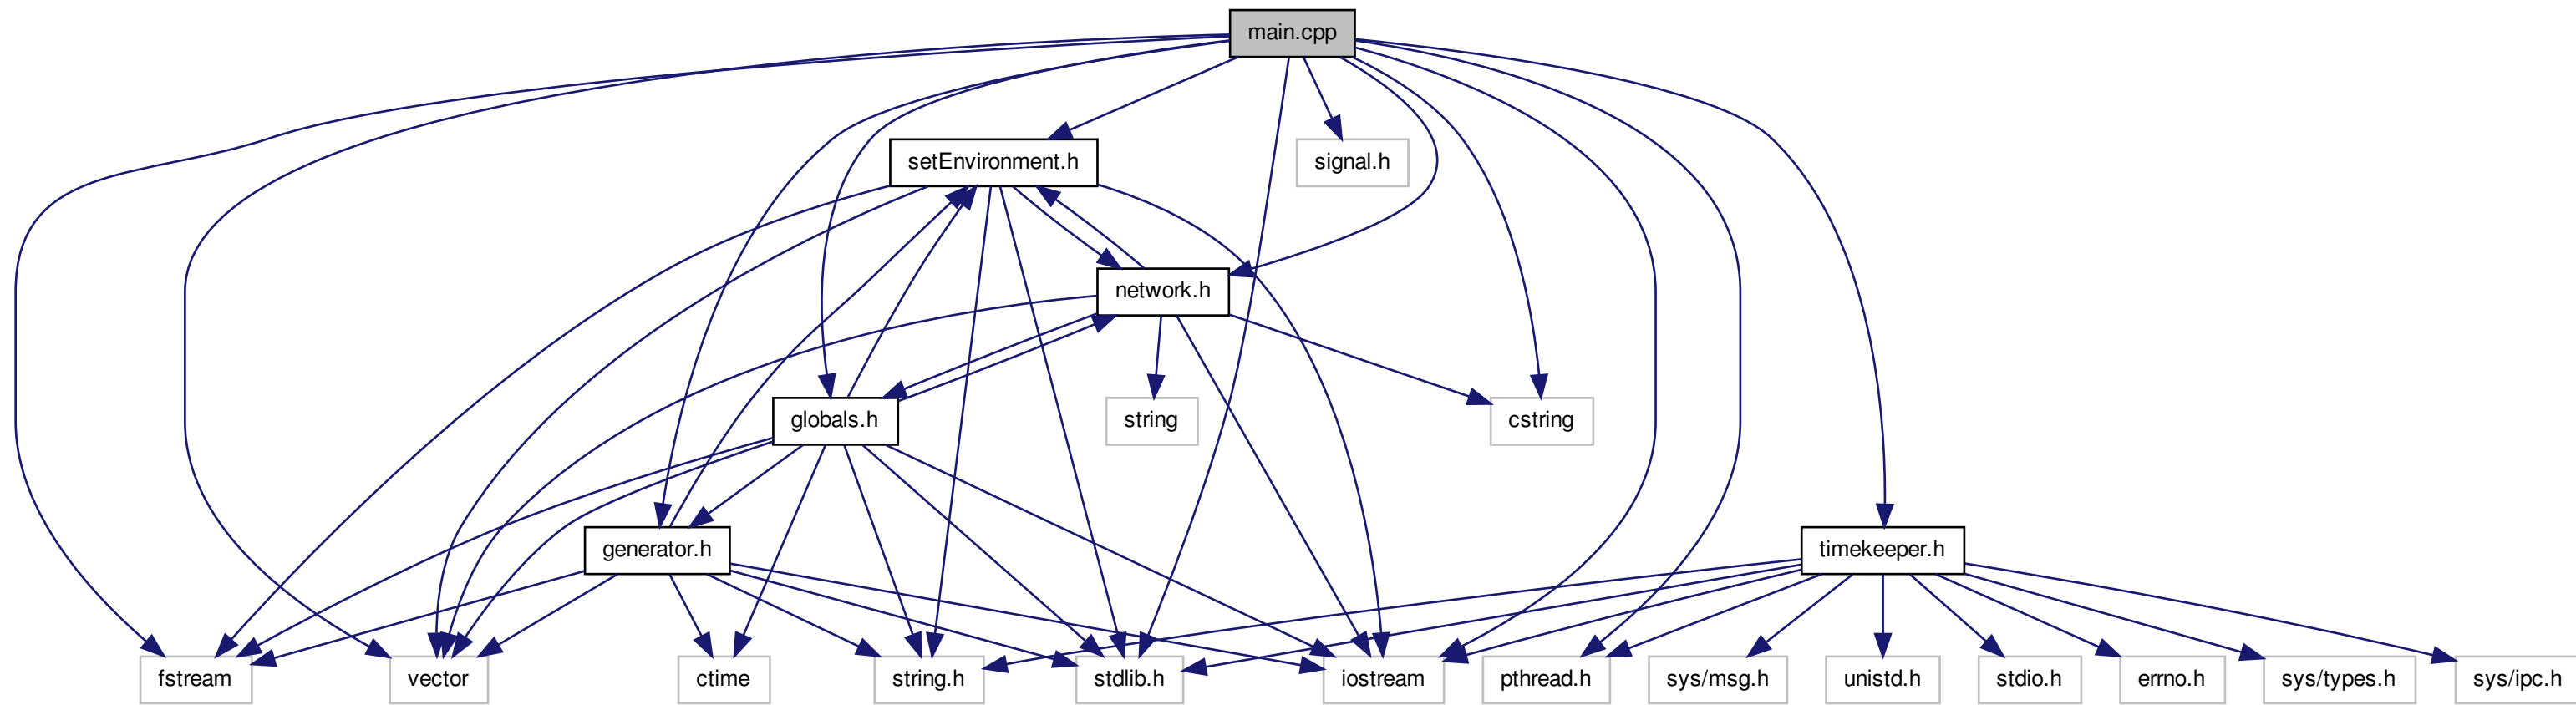 main.cpp
setEnvironment.h
signal.h
network.h
globals.h
string
cstring
generator.h
timekeeper.h
fstream
vector
ctime
string.h
stdlib.h
iostream
pthread.h
sys/msg.h
unistd.h
stdio.h
errno.h
sys/types.h
sys/ipc.h